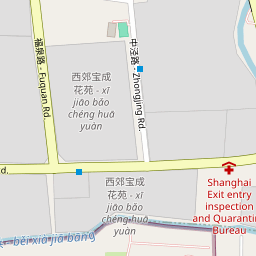 福泉路 - Fuquan Rd.
中泾路 - Zhongjing Rd.
西郊宝成
花苑 - xī
jiāo bǎo
chéng huā
yuàn
Rd.
西郊宝成
花苑 - xī
jiāo bǎo
chéng huā
yuàn
Shanghai
Exit entry
inspection
and Quarantin
Bureau
běi xiá jiā bāng